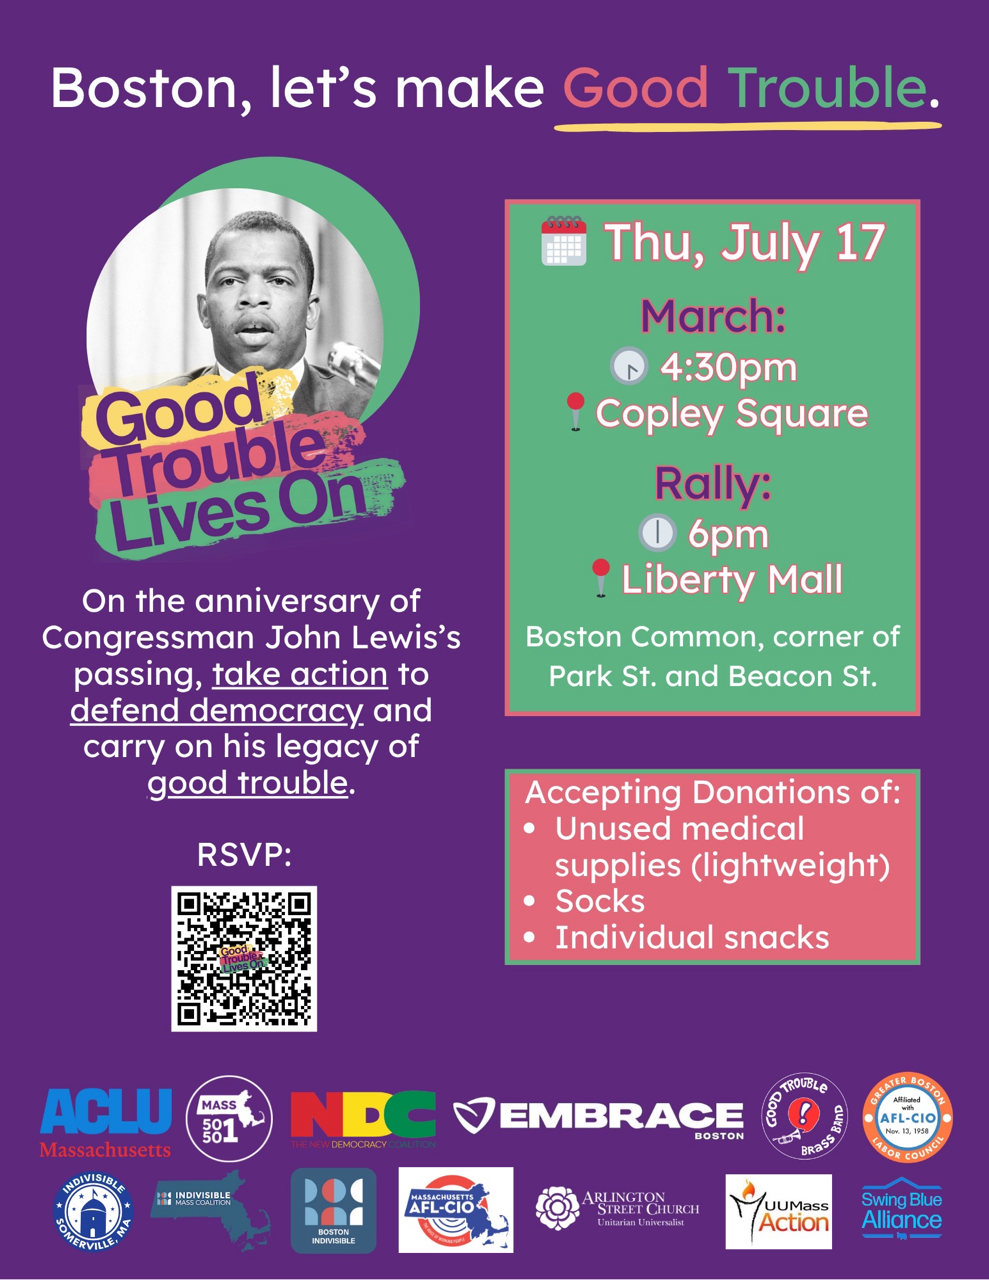 Boston, let's make Good Trouble.
Good
Trouble
Lives On
On the anniversary of
Congressman John Lewis's
passing, take action to
defend democracy and
carry on his legacy of
good trouble.
RSVP:
Good
Trouble
Lives On
Thu, July 17
March:
4:30pm
Copley Square
Rally:
6pm
Liberty Mall
Boston Common, corner of
Park St. and Beacon St.
Accepting Donations of:
• Unused medical
supplies (lightweight)
• Socks
• Individual snacks
ACLU
Massachusetts
MASS
50
501
NDC
THE NEW DEMOCRACY COALITION
EMBRACE
BOSTON
GOOD TROUBLE
BRASS BAND
GREATER BOSTON
Affiliated
with
AFL-CIO
Nov. 13, 1958
LABOR COUNCIL
INDIVISIBLE
SOMERVILLE, MA
INDIVISIBLE
MASS COALITION
BOSTON
INDIVISIBLE
MASSACHUSETTS
AFL-CIO
ARLINGTON
STREET CHURCH
Unitarian Universalist
UUMass
Action
Swing Blue
Alliance